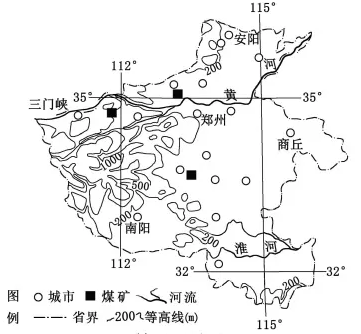 115°
安阳
200
河
112°
35°
黄
35°
三门峡
郑州
1000
商丘
500
200
南阳
200
淮
河
112°
32°
32°
200
115°
图 城市 煤矿 河流
例 省界 200 等高线(m)